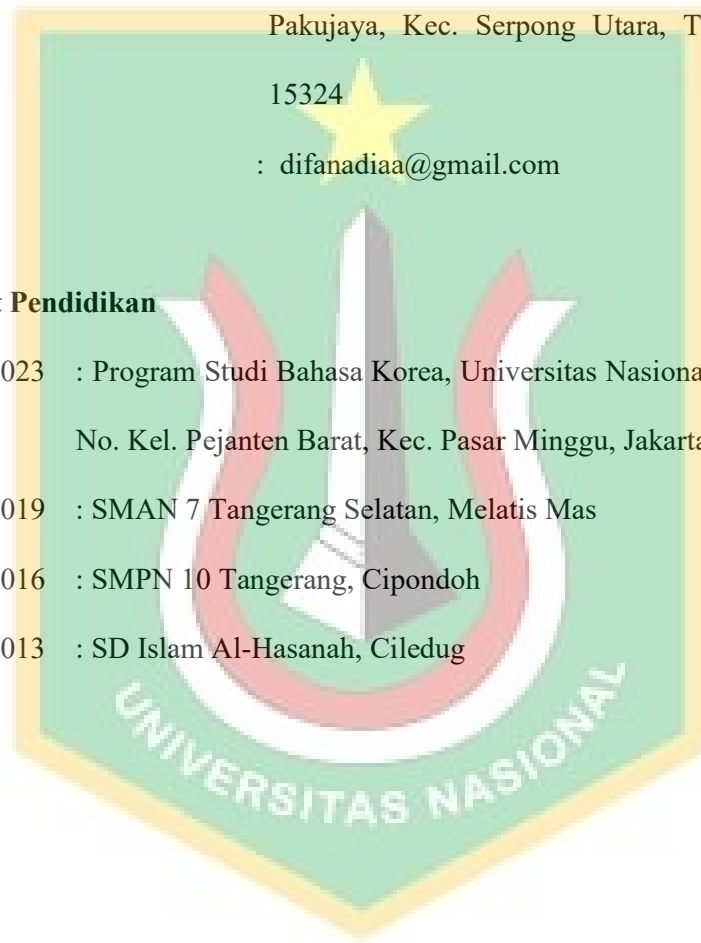 Pakujaya, Kec. Serpong Utara, T
15324
: difanadiaa@gmail.com
t Pendidikan
023 : Program Studi Bahasa Korea, Universitas Nasiona
No. Kel. Pejanten Barat, Kec. Pasar Minggu, Jakarta
019 : SMAN 7 Tangerang Selatan, Melatis Mas
016 : SMPN 10 Tangerang, Cipondoh
013 : SD Islam Al-Hasanah, Ciledug
UNIVERSITAS NASIONAL